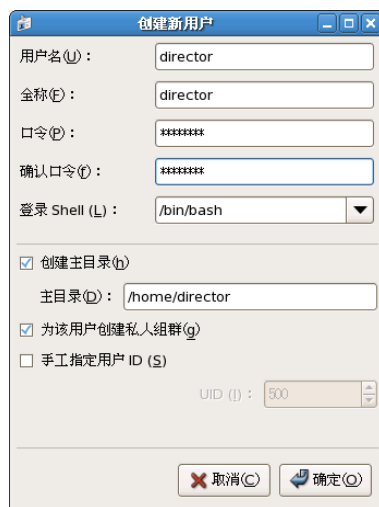 创建新用户
用户名(U)： director
全称(F)： director
口令(P)： ********
确认口令(f)： ********
登录 Shell (L)： /bin/bash
创建主目录(h)
主目录(D)： /home/director
为该用户创建私人组群(g)
手工指定用户 ID (S)
UID (I)： 500
取消(C) 确定(O)